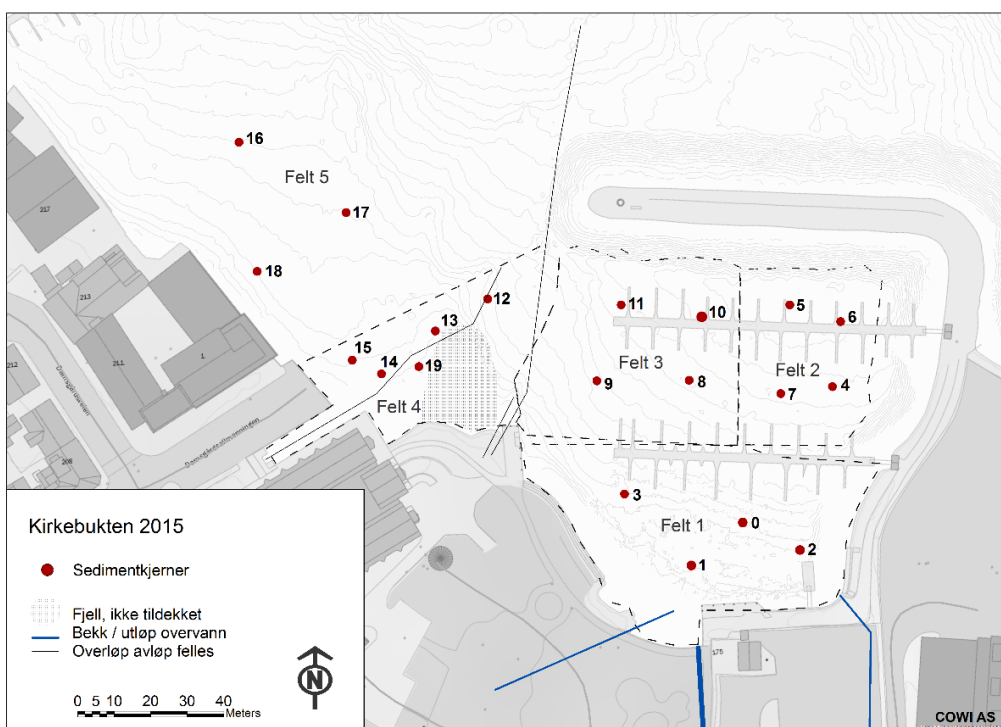 16
Felt 5
217
17
18
213
12
11
10
5
6
13
211
1
15
14
19
Felt 3
Felt 2
9
8
7
4
212
Felt 4
208
3
Felt 1
0
2
1
Kirkebukten 2015
Sedimentkjerner
Fjell, ikke tildekket
Bekk / utløp overvann
Overløp avløp felles
N
175
0 5 10 20 30 40
Meters
COWI AS